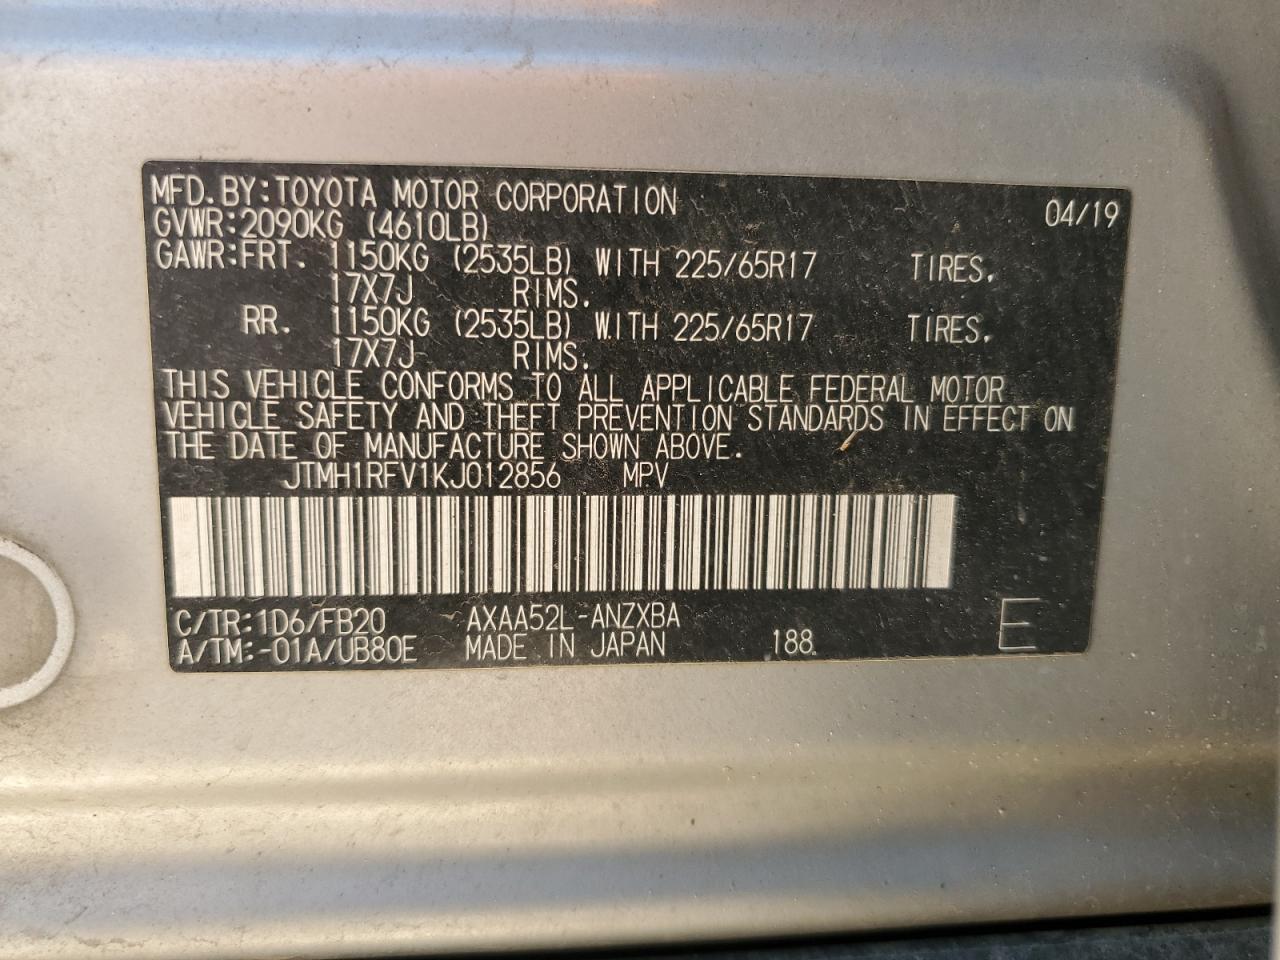 MFD.BY:TOYOTA MOTOR CORPORATION 04/19
GVWR:2090KG (4610LB)
GAWR:FRT. 1150KG (2535LB) WITH 225/65R17 TIRES.
17X7J RIMS.
RR. 1150KG (2535LB) WITH 225/65R17 TIRES.
17X7J RIMS.
THIS VEHICLE CONFORMS TO ALL APPLICABLE FEDERAL MOTOR
VEHICLE SAFETY AND THEFT PREVENTION STANDARDS IN EFFECT ON
THE DATE OF MANUFACTURE SHOWN ABOVE.
JTMH1RFV1KJ012856 MPV
C/TR:1D6/FB20 AXAA52L-ANZXBA
A/TM:-01A/UB80E MADE IN JAPAN 188 E